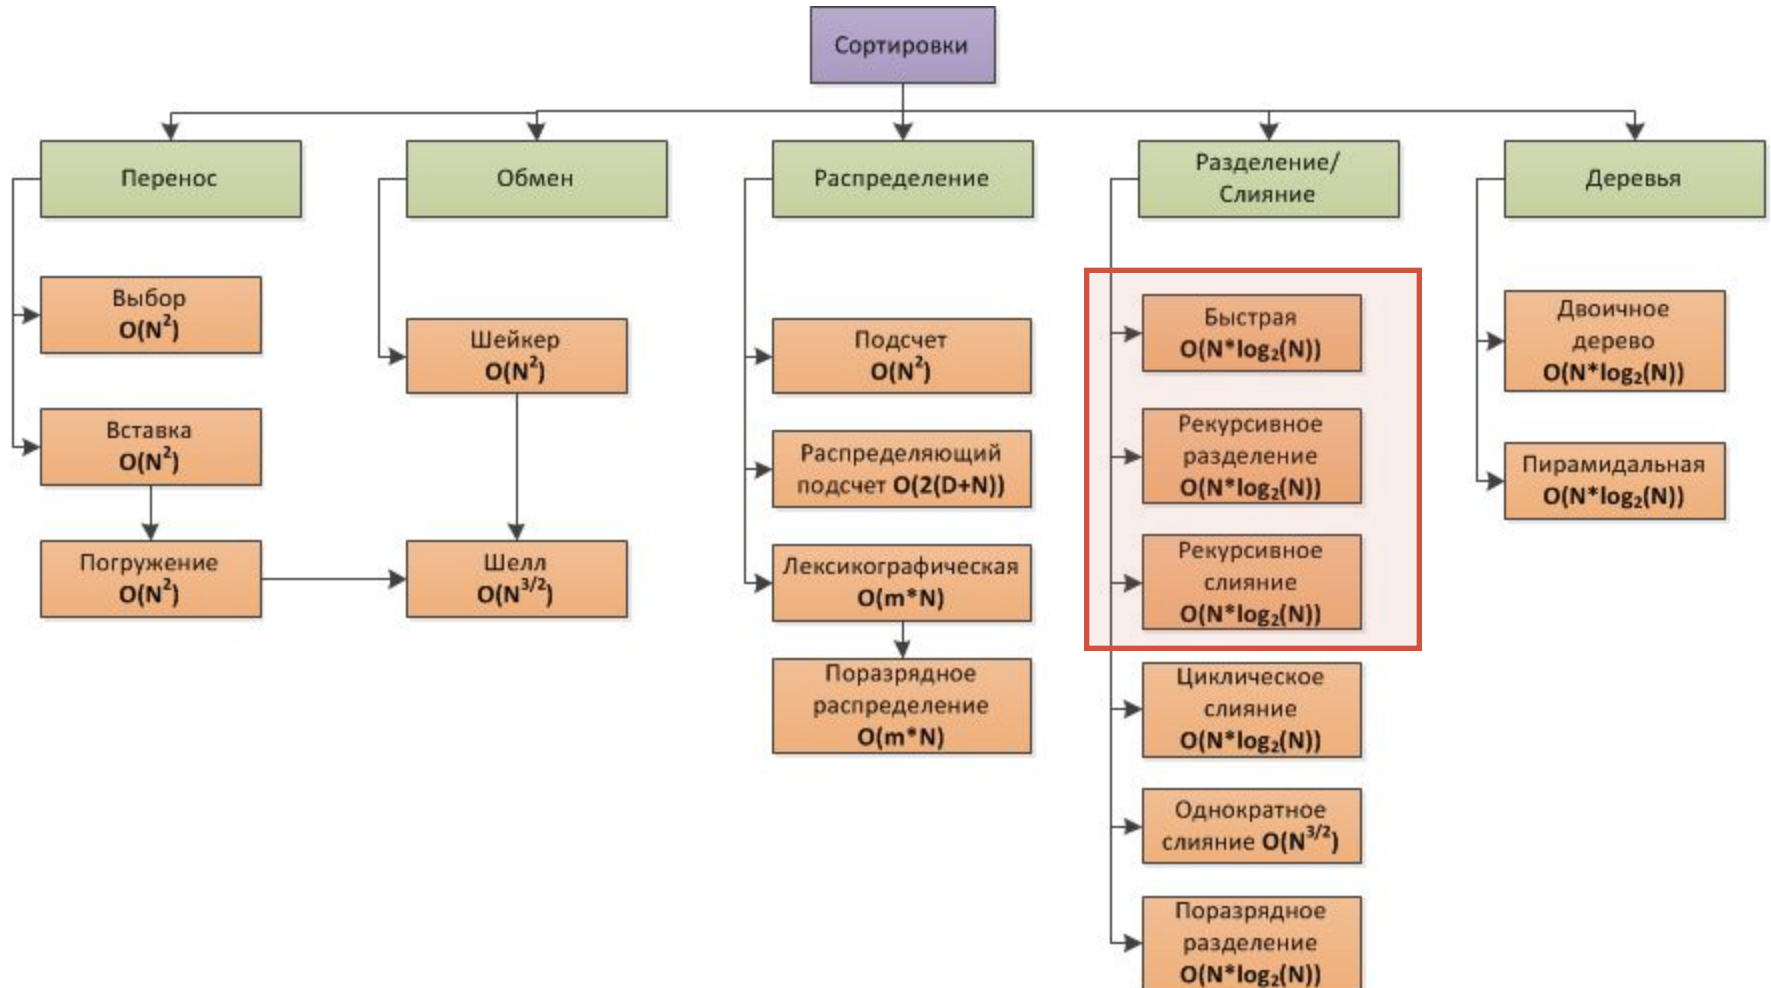 Сортировки
Перенос
Обмен
Распределение
Разделение/
Слияние
Деревья
Выбор
O(N²)
Вставка
O(N²)
Погружение
O(N²)
Шейкер
O(N²)
Шелл
O(N³/²)
Подсчет
O(N²)
Распределяющий
подсчет O(2(D+N))
Лексикографическая
O(m*N)
Поразрядное
распределение
O(m*N)
Быстрая
O(N*log₂(N))
Рекурсивное
разделение
O(N*log₂(N))
Рекурсивное
слияние
O(N*log₂(N))
Циклическое
слияние
O(N*log₂(N))
Однократное
слияние O(N³/²)
Поразрядное
разделение
O(N*log₂(N))
Двоичное
дерево
O(N*log₂(N))
Пирамидальная
O(N*log₂(N))